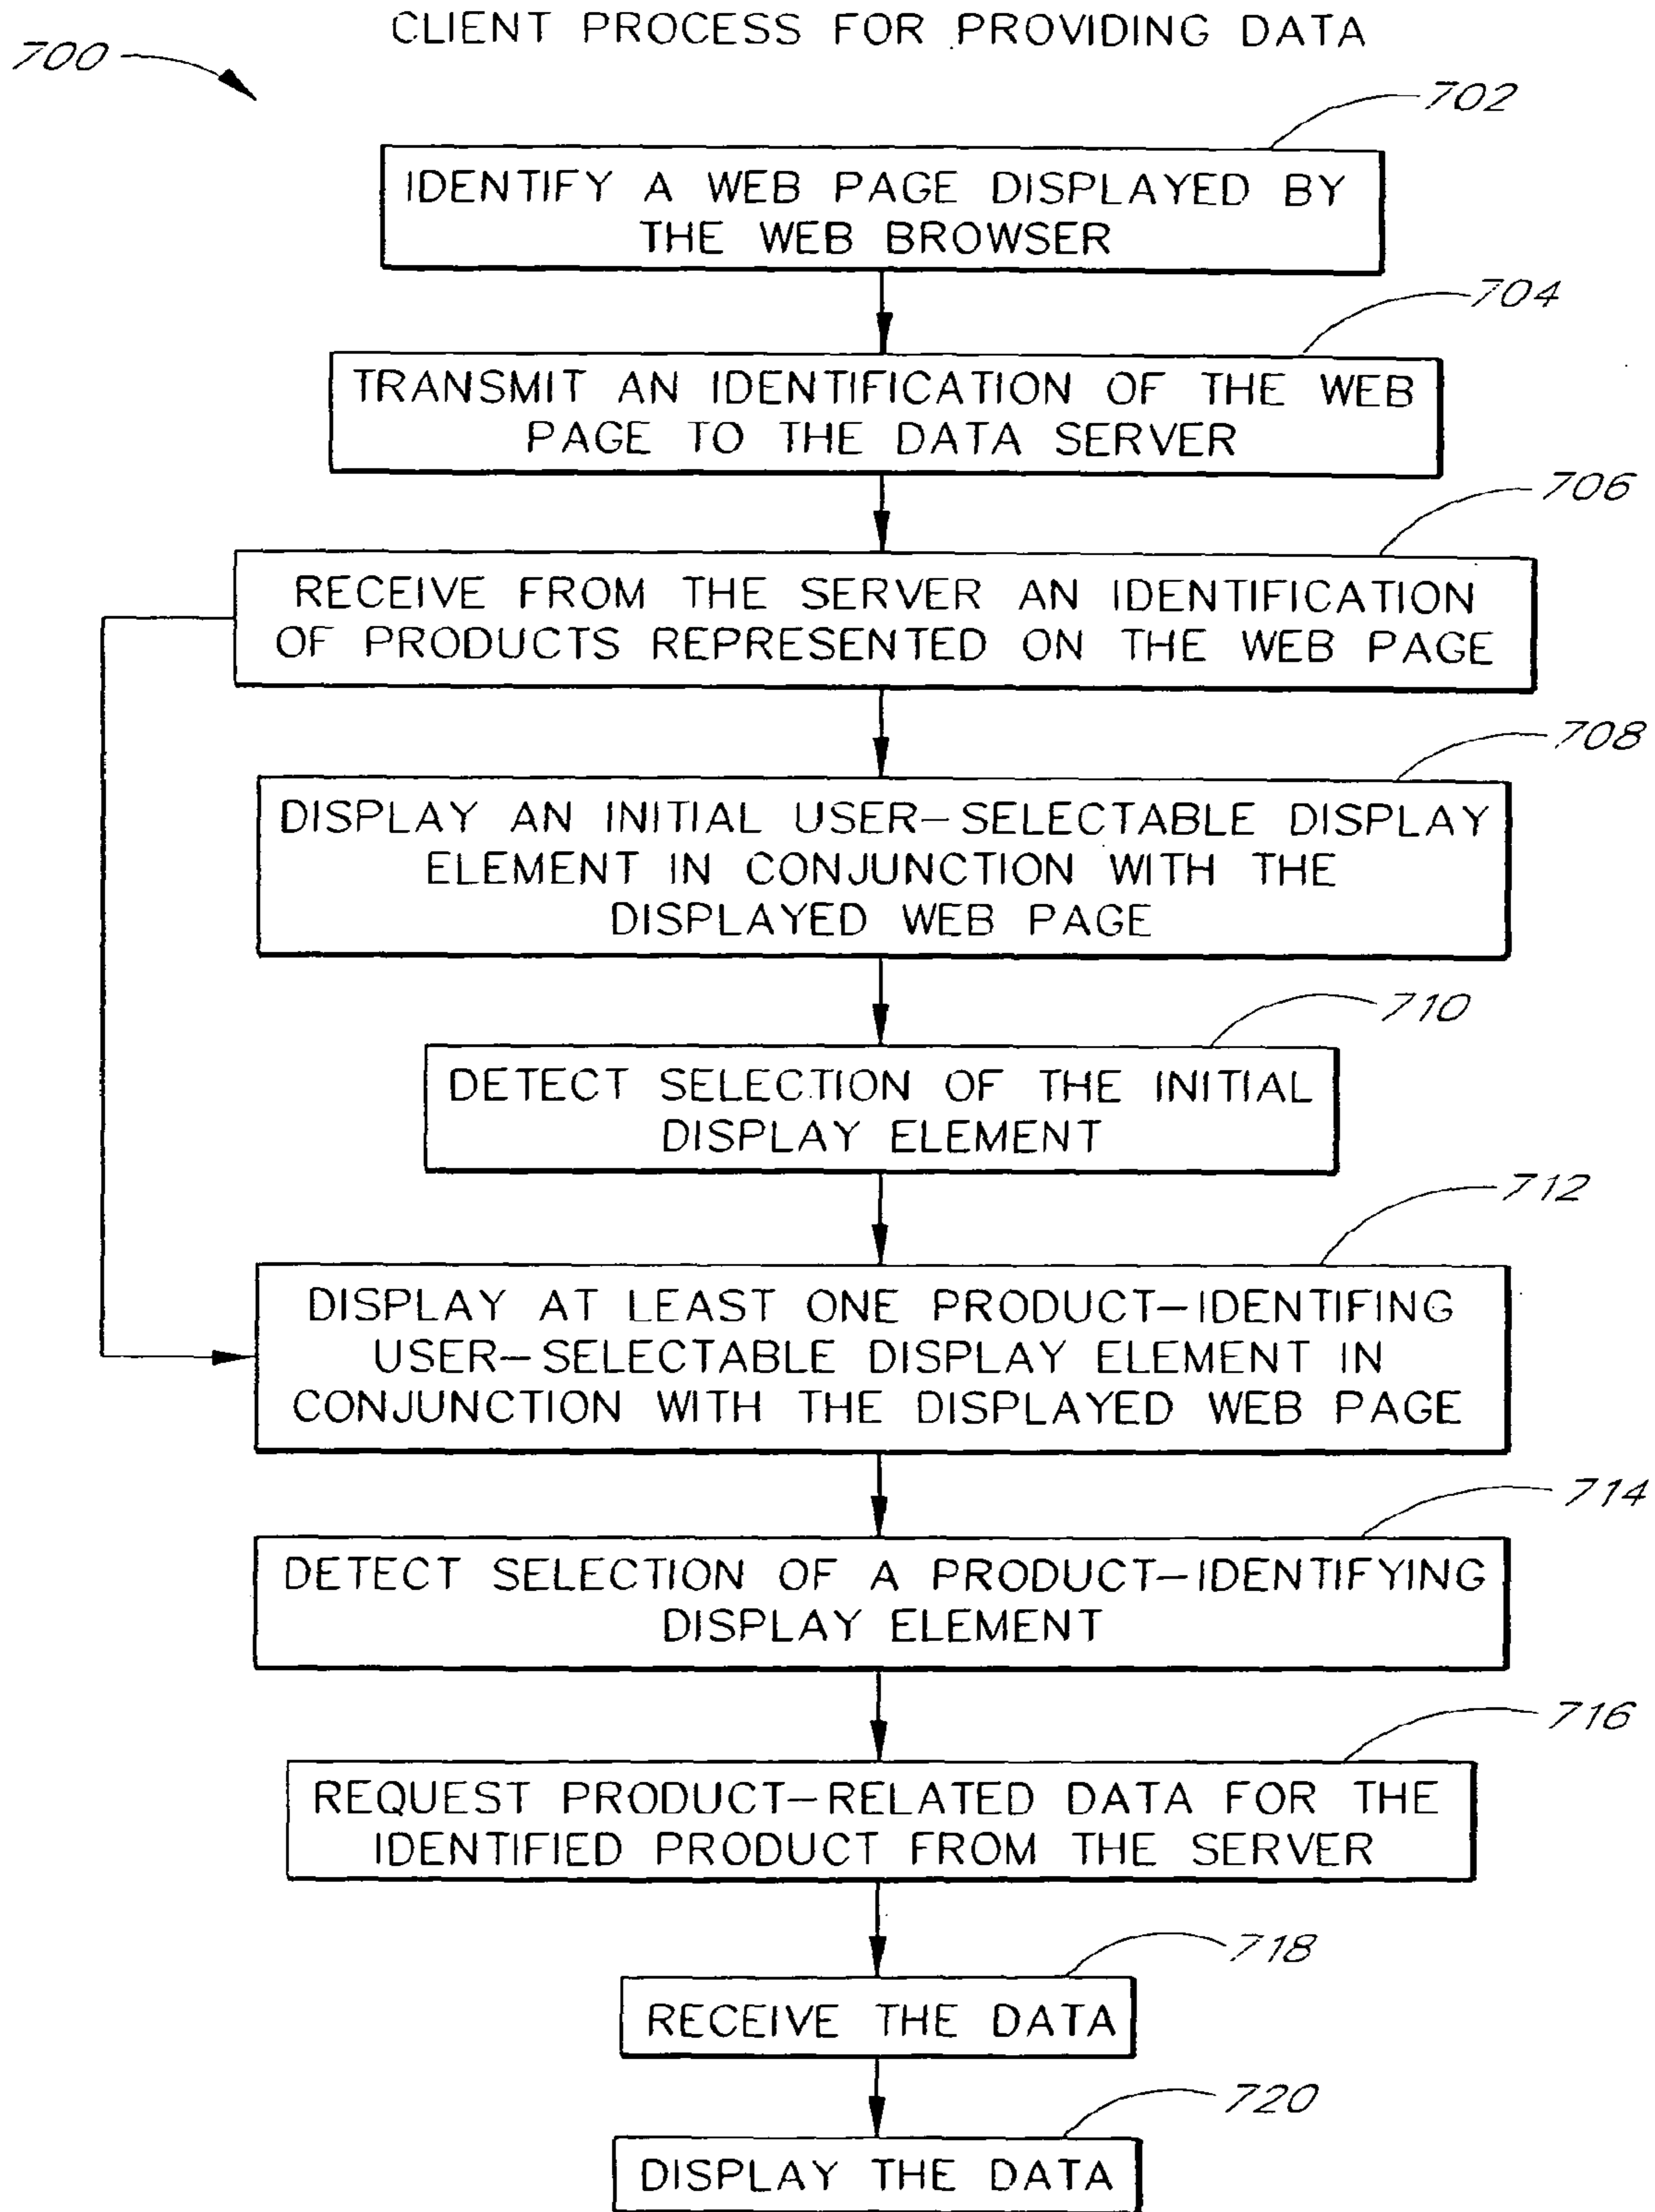 CLIENT PROCESS FOR PROVIDING DATA
700
702
IDENTIFY A WEB PAGE DISPLAYED BY
THE WEB BROWSER
704
TRANSMIT AN IDENTIFICATION OF THE WEB
PAGE TO THE DATA SERVER
706
RECEIVE FROM THE SERVER AN IDENTIFICATION
OF PRODUCTS REPRESENTED ON THE WEB PAGE
708
DISPLAY AN INITIAL USER-SELECTABLE DISPLAY
ELEMENT IN CONJUNCTION WITH THE
DISPLAYED WEB PAGE
710
DETECT SELECTION OF THE INITIAL
DISPLAY ELEMENT
712
DISPLAY AT LEAST ONE PRODUCT-IDENTIFING
USER-SELECTABLE DISPLAY ELEMENT IN
CONJUNCTION WITH THE DISPLAYED WEB PAGE
714
DETECT SELECTION OF A PRODUCT-IDENTIFYING
DISPLAY ELEMENT
716
REQUEST PRODUCT-RELATED DATA FOR THE
IDENTIFIED PRODUCT FROM THE SERVER
718
RECEIVE THE DATA
720
DISPLAY THE DATA